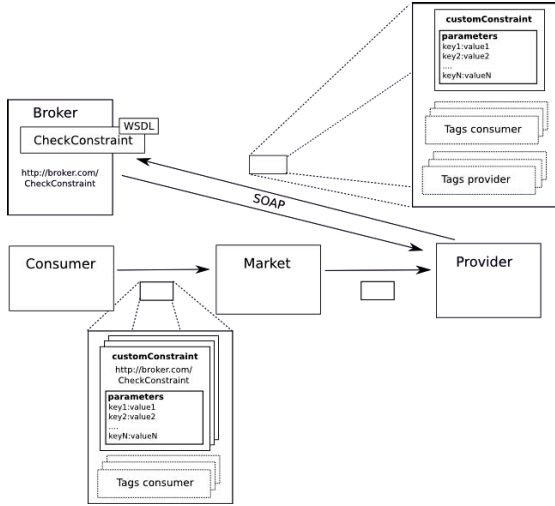 customConstraint
parameters
key1:value1
key2:value2
....
keyN:valueN
Tags consumer
Tags provider
Broker
WSDL
CheckConstraint
http://broker.com/
CheckConstraint
SOAP
Consumer
Market
Provider
customConstraint
http://broker.com/
CheckConstraint
parameters
key1:value1
key2:value2
....
keyN:valueN
Tags consumer